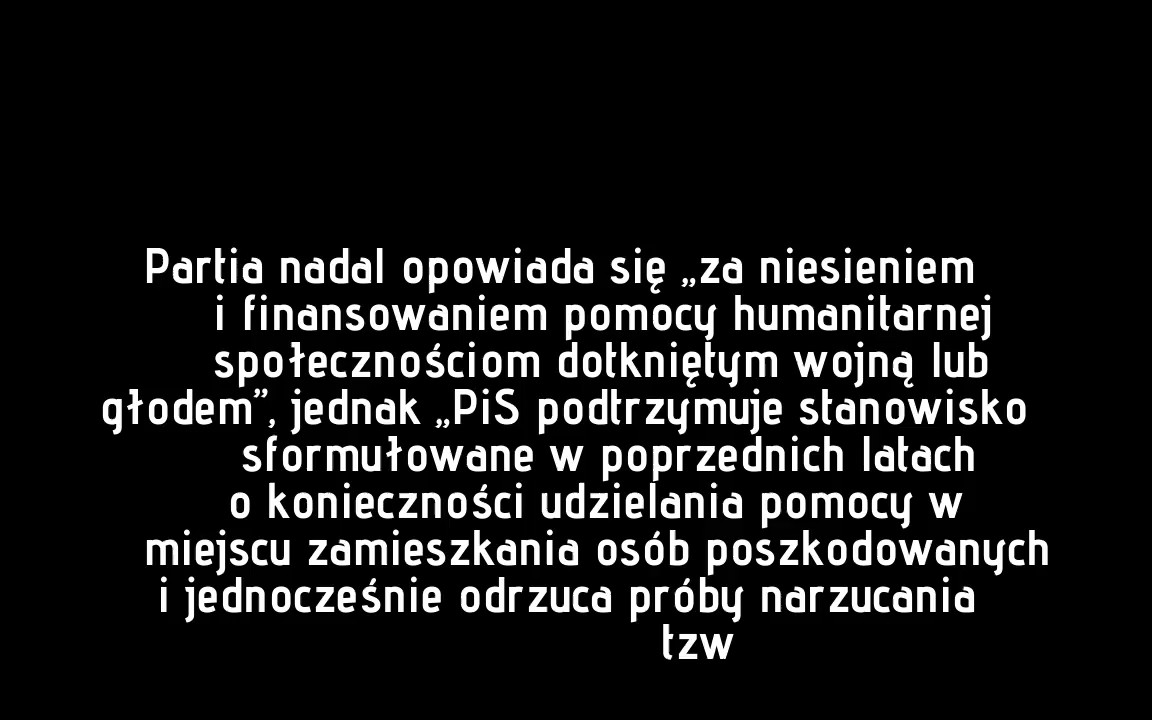 Partia nadal opowiada się „za niesieniem
i finansowaniem pomocy humanitarnej
społecznościom dotkniętym wojną lub
głodem”, jednak „PiS podtrzymuje stanowisko
sformułowane w poprzednich latach
o konieczności udzielania pomocy w
miejscu zamieszkania osób poszkodowanych
i jednocześnie odrzuca próby narzucania
tzw